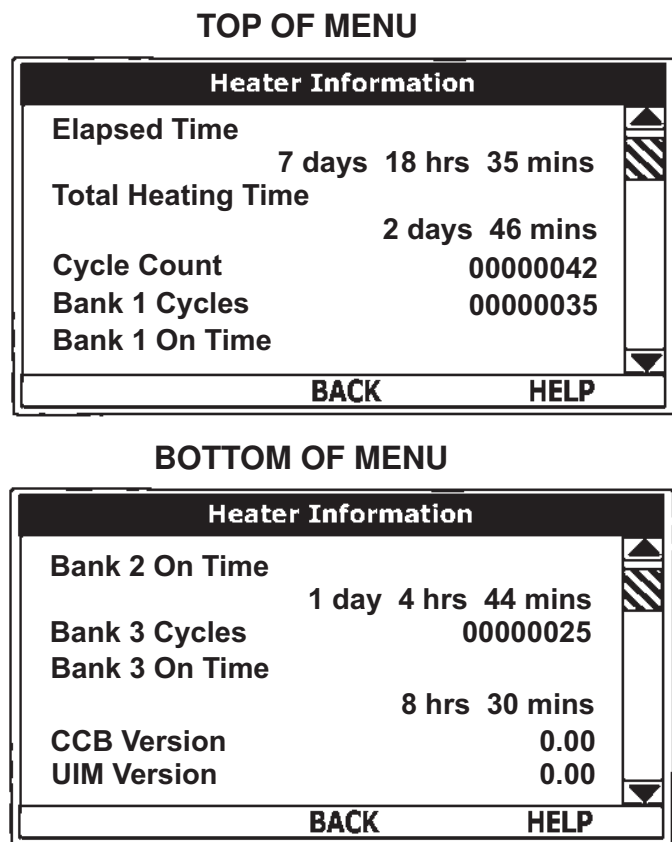 TOP OF MENU
Heater Information
Elapsed Time
7 days 18 hrs 35 mins
Total Heating Time
2 days 46 mins
Cycle Count 00000042
Bank 1 Cycles 00000035
Bank 1 On Time
BACK HELP
BOTTOM OF MENU
Heater Information
Bank 2 On Time
1 day 4 hrs 44 mins
Bank 3 Cycles 00000025
Bank 3 On Time
8 hrs 30 mins
CCB Version 0.00
UIM Version 0.00
BACK HELP